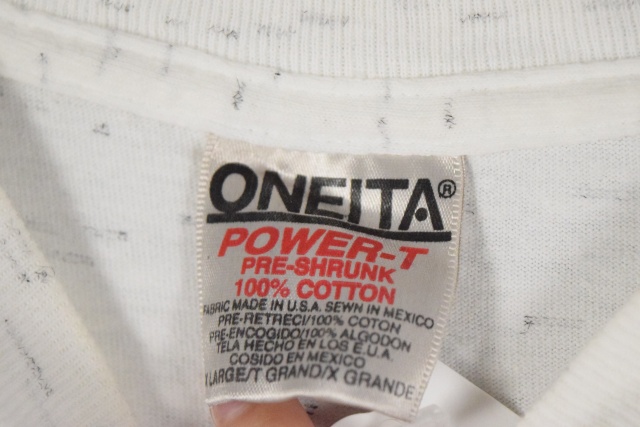 ONEITA®
POWER-T
PRE-SHRUNK
100% COTTON
FABRIC MADE IN U.S.A. SEWN IN MEXICO
PRE-RETRECI/100% COTON
PRE-ENCOGIDO/100% ALGODON
TELA HECHO EN LOS E.U.A.
COSIDO EN MEXICO
X LARGE/T GRAND/X GRANDE